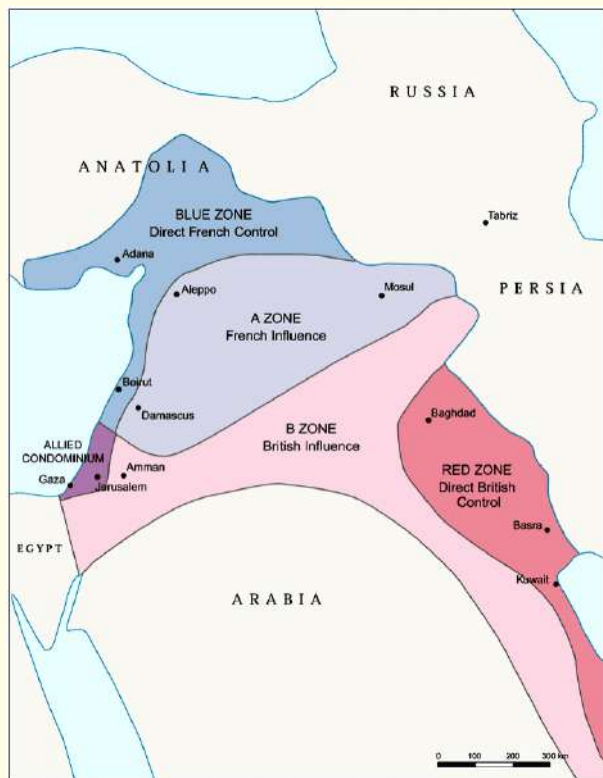 RUSSIA
ANATOLIA
BLUE ZONE
Direct French Control
Tabriz
Adana
Aleppo
Mosul
PERSIA
A ZONE
French Influence
Beirut
Damascus
Baghdad
B ZONE
British Influence
ALLIED
CONDOMINIUM
Amman
Gaza
Jarusalem
RED ZONE
Direct British
Control
Basra
EGYPT
Kuwait
ARABIA
0 100 200 300 km